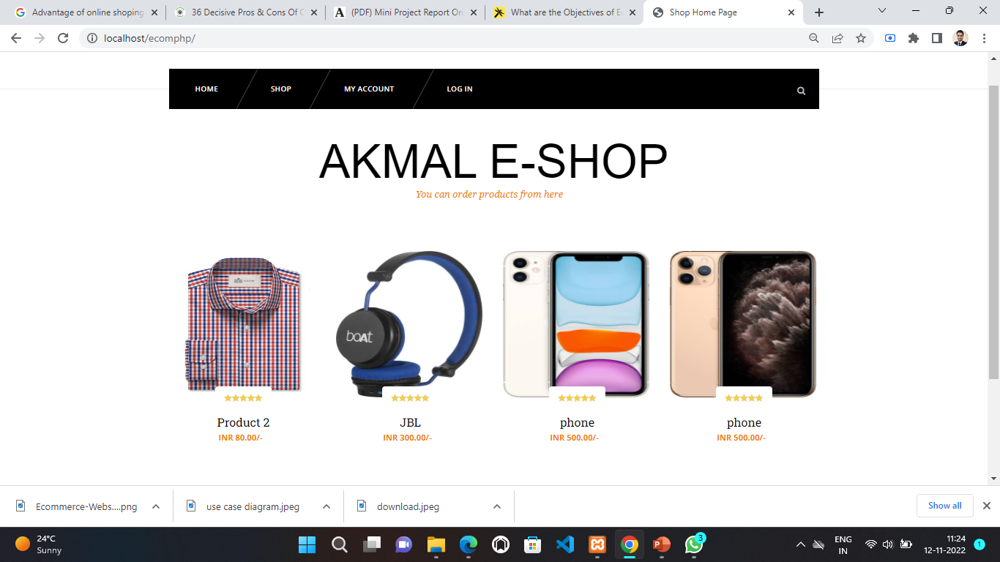 Advantage of online shoping
36 Decisive Pros & Cons Of C
(PDF) Mini Project Report On
What are the Objectives of E
Shop Home Page
localhost/ecomphp/
HOME
SHOP
MY ACCOUNT
LOG IN
AKMAL E-SHOP
You can order products from here
boAt
Product 2
INR 80.00/-
JBL
INR 300.00/-
phone
INR 500.00/-
phone
INR 500.00/-
Ecommerce-Webs....png
use case diagram.jpeg
download.jpeg
Show all
24°C
Sunny
3
ENG
IN
11:24
12-11-2022
1